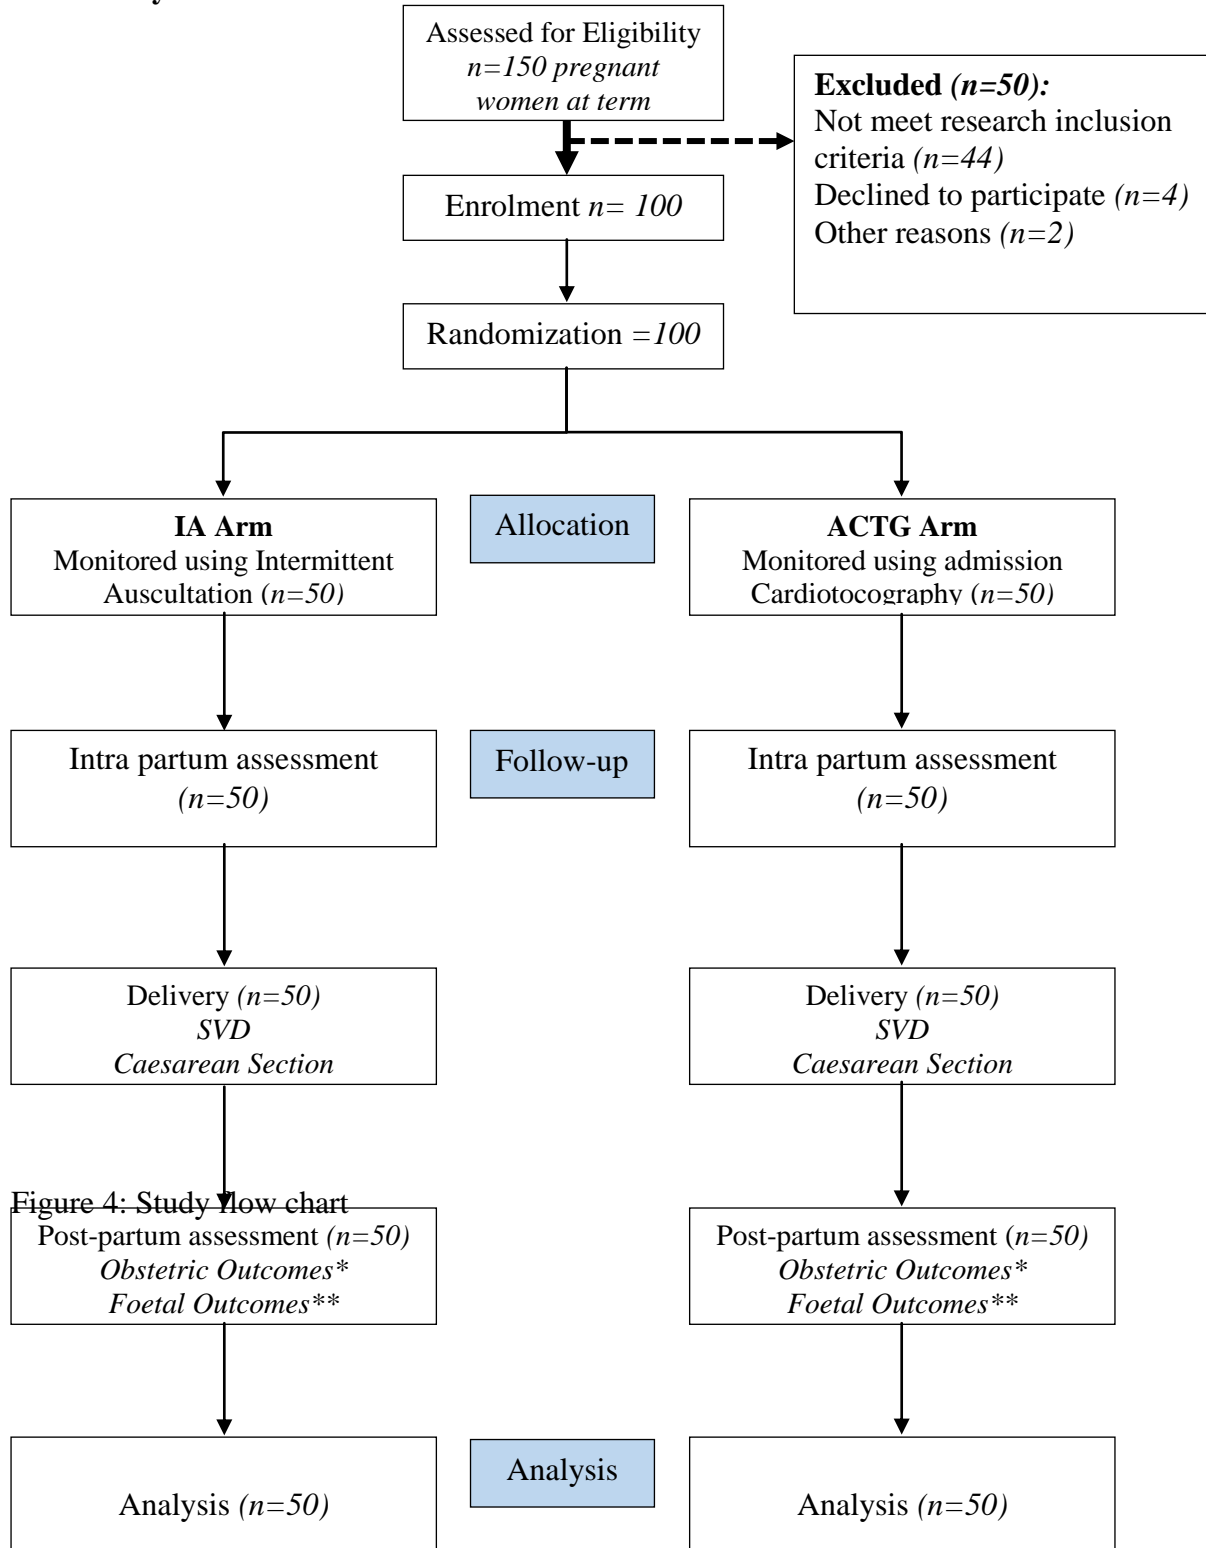 Assessed for Eligibility
n=150 pregnant
women at term
Excluded (n=50):
Not meet research inclusion
criteria (n=44)
Declined to participate (n=4)
Other reasons (n=2)
Enrolment n= 100
Randomization =100
IA Arm
Monitored using Intermittent
Auscultation (n=50)
Allocation
ACTG Arm
Monitored using admission
Cardiotocography (n=50)
Intra partum assessment
(n=50)
Follow-up
Intra partum assessment
(n=50)
Delivery (n=50)
SVD
Caesarean Section
Delivery (n=50)
SVD
Caesarean Section
Figure 4: Study flow chart
Post-partum assessment (n=50)
Obstetric Outcomes*
Foetal Outcomes**
Post-partum assessment (n=50)
Obstetric Outcomes*
Foetal Outcomes**
Analysis (n=50)
Analysis
Analysis (n=50)